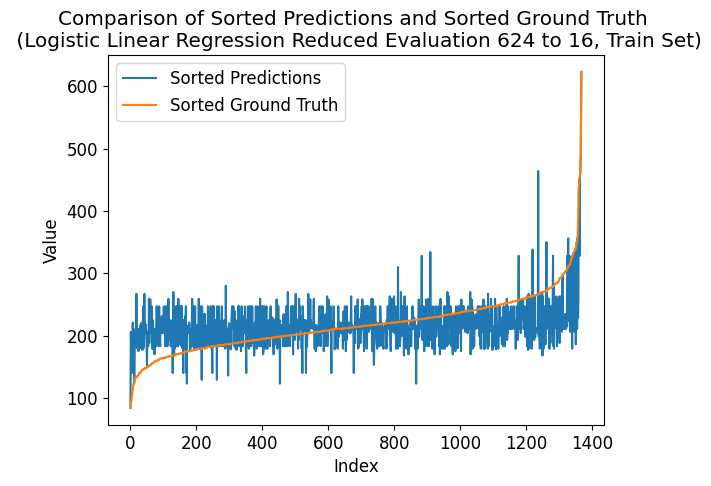 Comparison of Sorted Predictions and Sorted Ground Truth
(Logistic Linear Regression Reduced Evaluation 624 to 16, Train Set)
Sorted Predictions
Sorted Ground Truth
600
500
400
300
200
100
Value
0 200 400 600 800 1000 1200 1400
Index